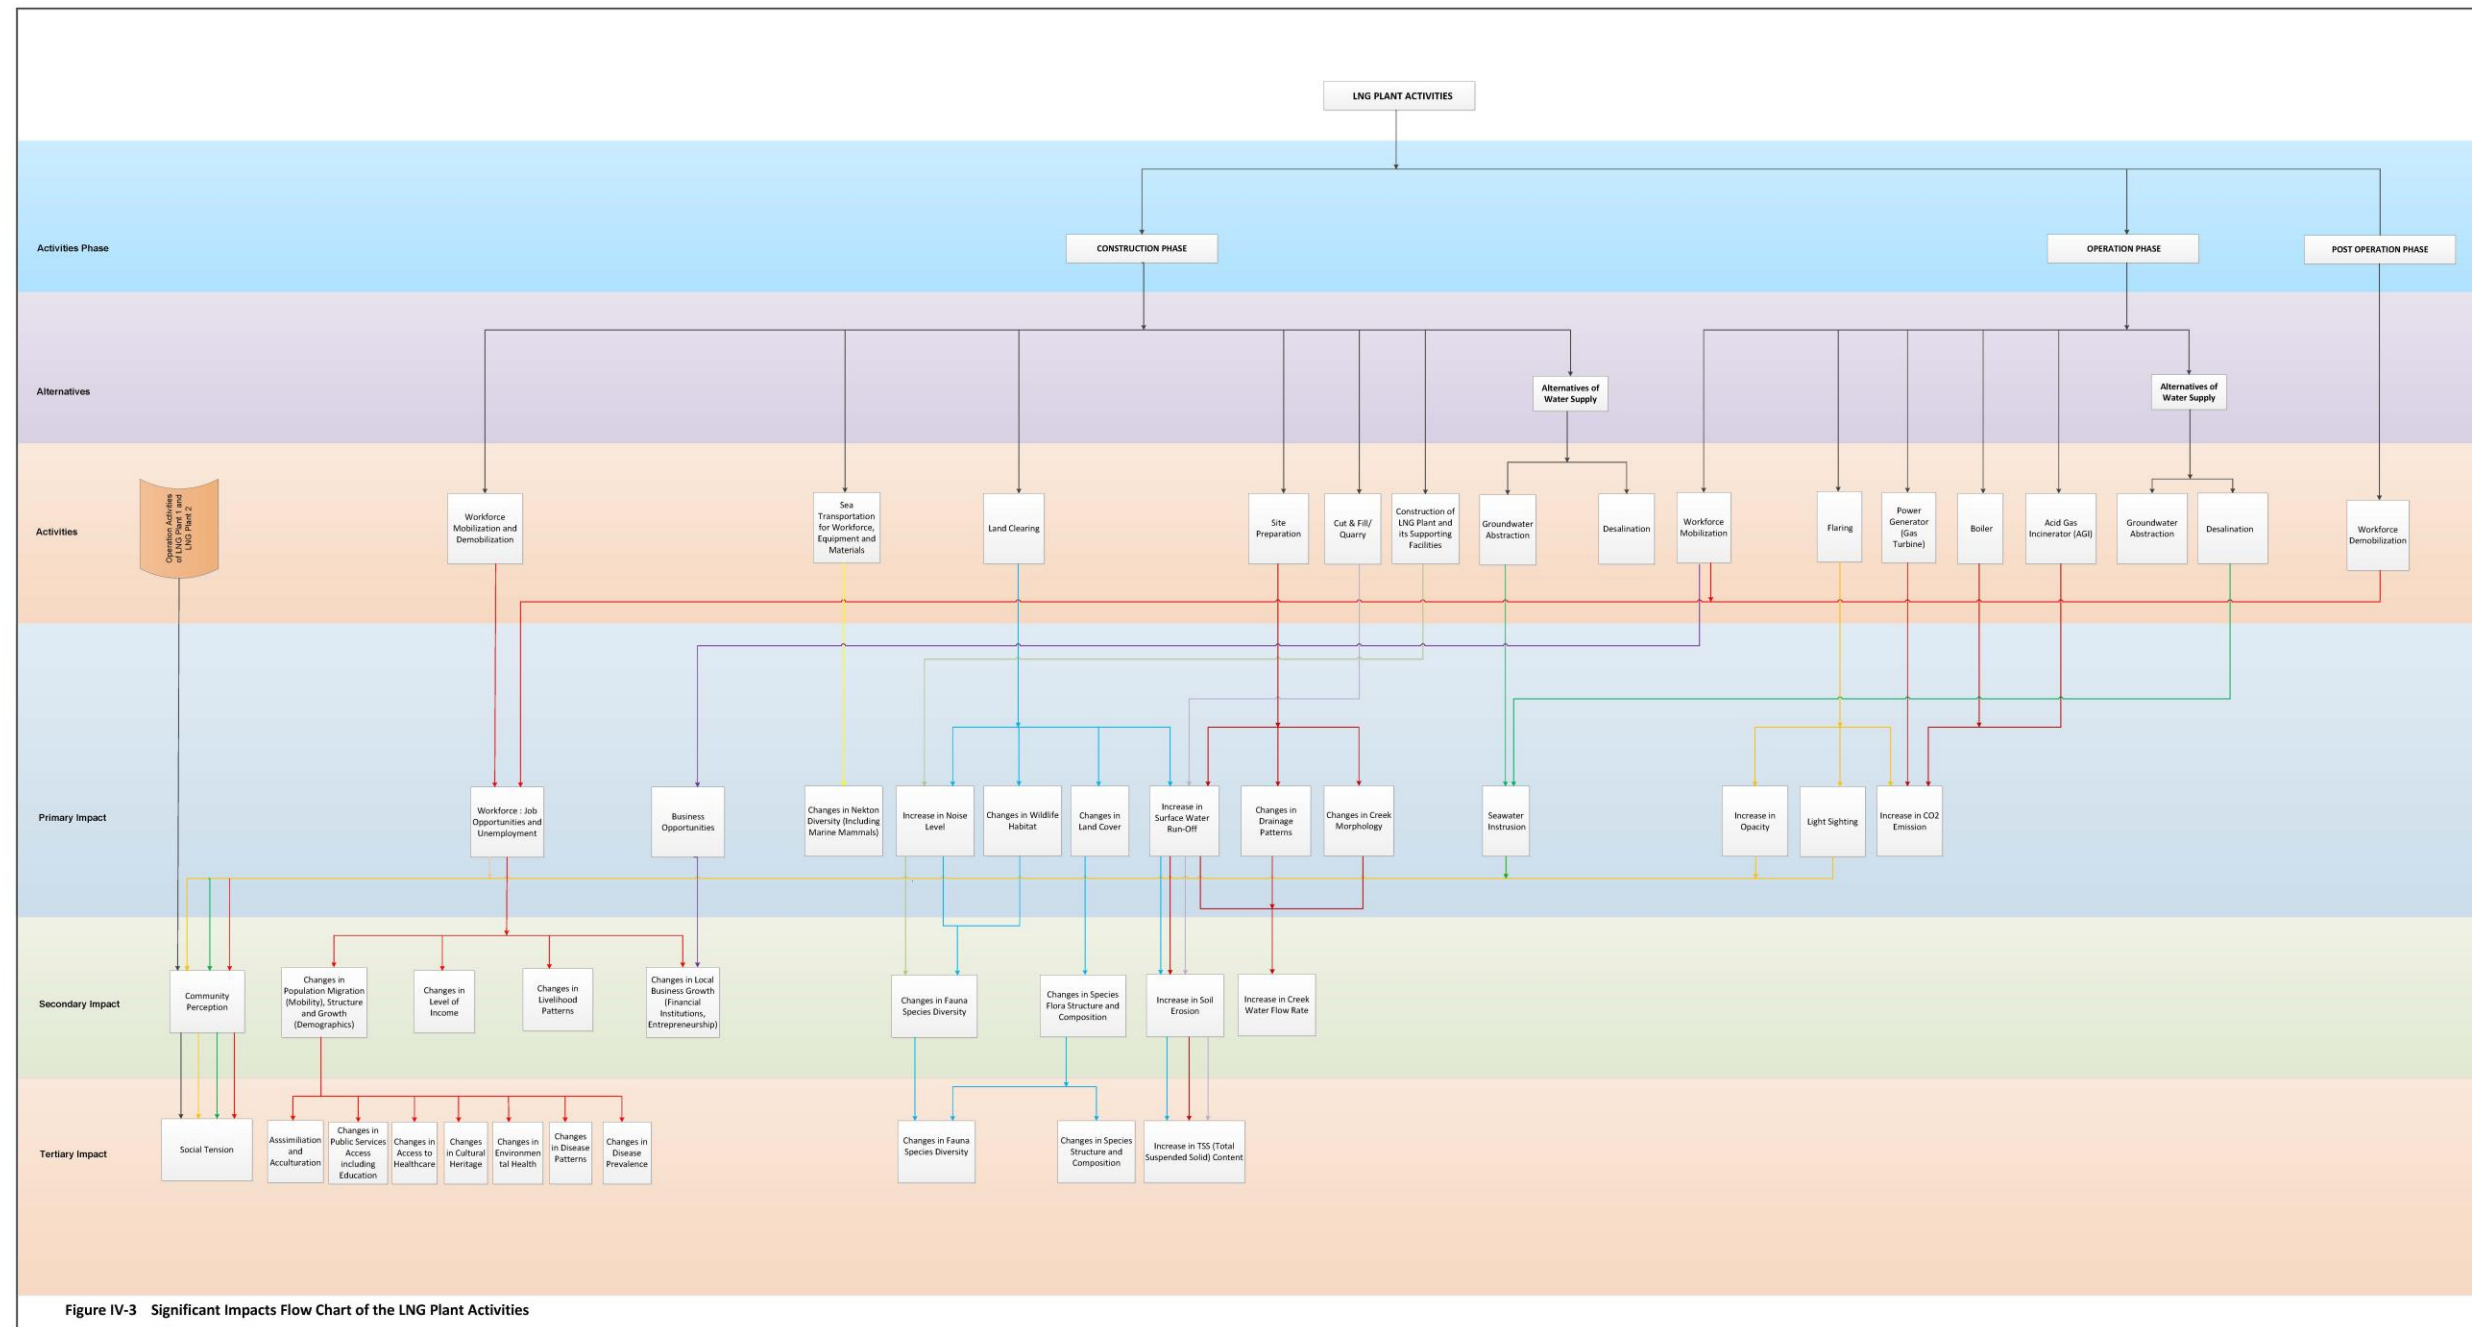 LNG PLANT ACTIVITIES
Activities Phase
CONSTRUCTION PHASE
OPERATION PHASE
POST OPERATION PHASE
Alternatives
Alternatives of
Water Supply
Alternatives of
Water Supply
Activities
Operation Activities
of LNG Plant 1 and
LNG Plant 2
Workforce
Mobilization and
Demobilization
Sea
Transportation
for Workforce,
Equipment and
Materials
Land Clearing
Site
Preparation
Cut & Fill/
Quarry
Construction of
LNG Plant and
its Supporting
Facilities
Groundwater
Abstraction
Desalination
Workforce
Mobilization
Flaring
Power
Generator
(Gas
Turbine)
Boiler
Acid Gas
Incinerator (AGI)
Groundwater
Abstraction
Desalination
Workforce
Demobilization
Primary Impact
Workforce : Job
Opportunities and
Unemployment
Business
Opportunities
Changes in Nekton
Diversity (Including
Marine Mammals)
Increase in Noise
Level
Changes in Wildlife
Habitat
Changes in
Land Cover
Increase in
Surface Water
Run-Off
Changes in
Drainage
Patterns
Changes in Creek
Morphology
Seawater
Instrusion
Increase in
Opacity
Light Sighting
Increase in CO2
Emission
Secondary Impact
Community
Perception
Changes in
Population Migration
(Mobility), Structure
and Growth
(Demographics)
Changes in
Level of
Income
Changes in
Livelihood
Patterns
Changes in Local
Business Growth
(Financial
Institutions,
Entrepreneurship)
Changes in Fauna
Species Diversity
Changes in Species
Flora Structure and
Composition
Increase in Soil
Erosion
Increase in Creek
Water Flow Rate
Tertiary Impact
Social Tension
Asssimiliation
and
Acculturation
Changes in
Public Services
Access
including
Education
Changes in
Access to
Healthcare
Changes
in Cultural
Heritage
Changes in
Environmen
tal Health
Changes
in Disease
Patterns
Changes in
Disease
Prevalence
Changes in Fauna
Species Diversity
Changes in Species
Structure and
Composition
Increase in TSS (Total
Suspended Solid) Content
Figure IV-3 Significant Impacts Flow Chart of the LNG Plant Activities